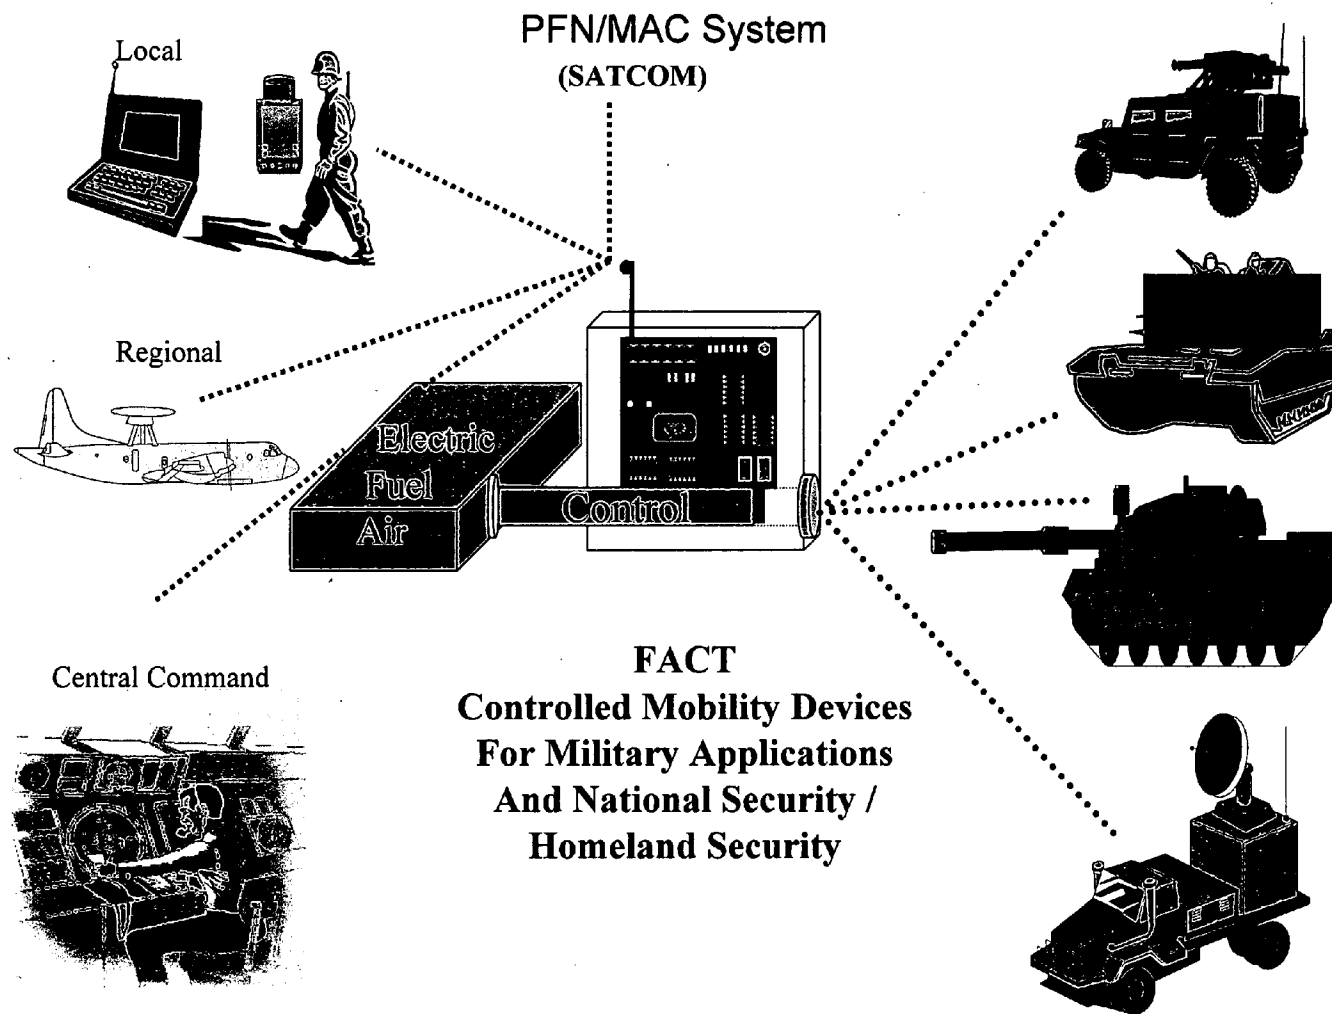 PFN/MAC System
(SATCOM)
Local
Regional
Electric
Fuel
Air
Control
Central Command
FACT
Controlled Mobility Devices
For Military Applications
And National Security /
Homeland Security